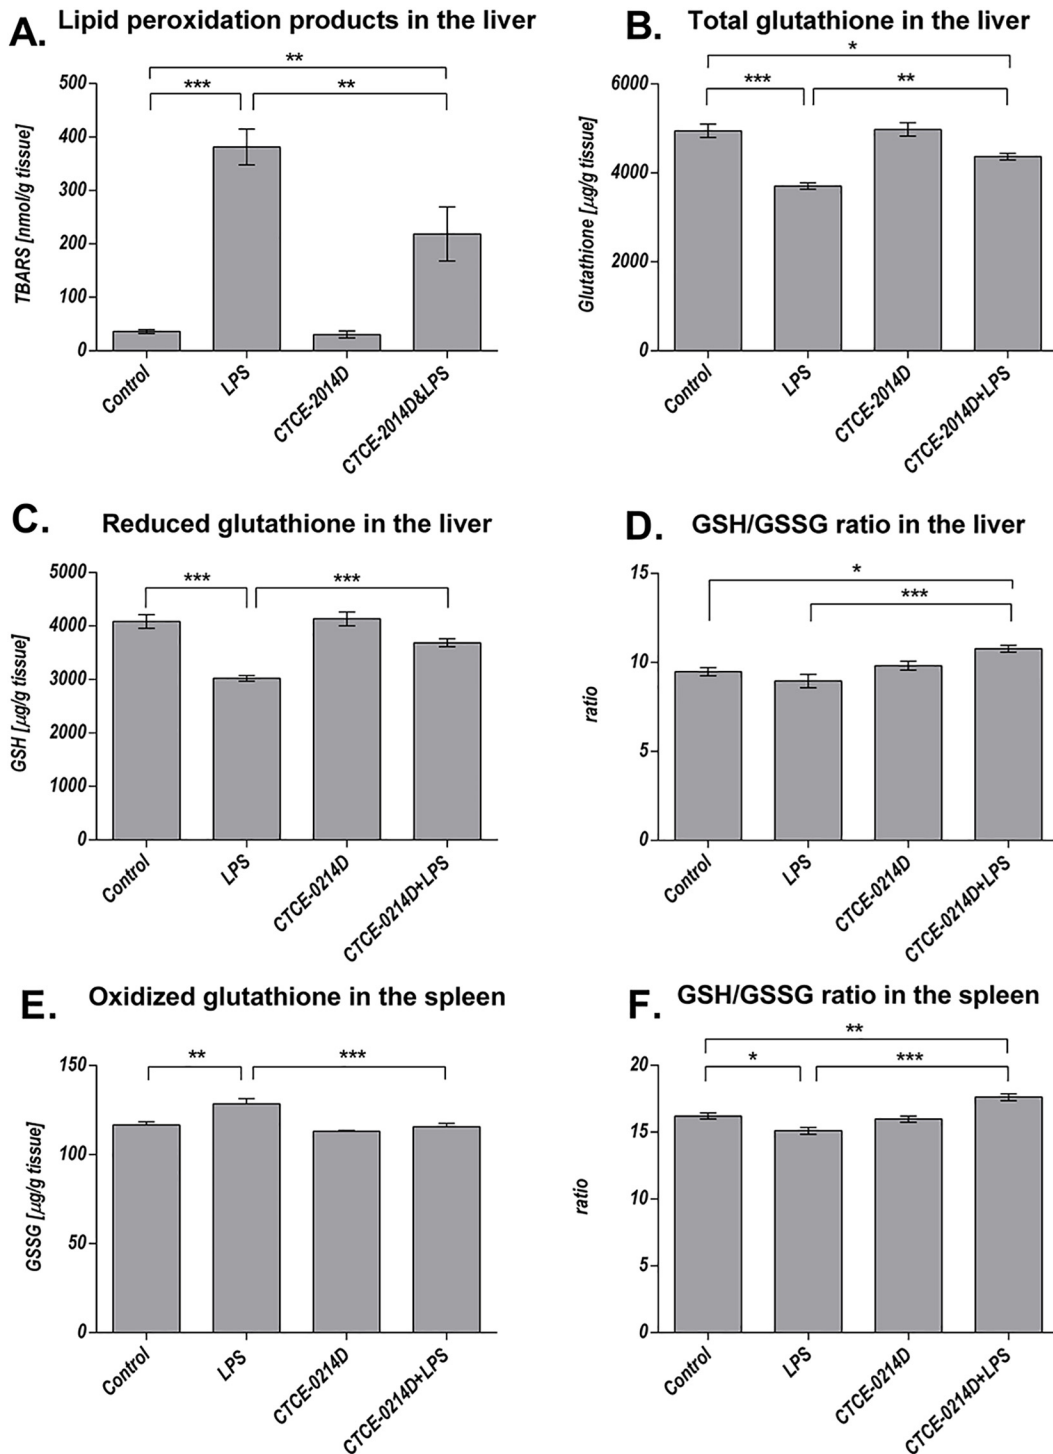 A. Lipid peroxidation products in the liver
**
***
**
TBARS [nmol/g tissue]
500
400
300
200
100
0
Control
LPS
CTCE-2014D
CTCE-2014D&LPS
B. Total glutathione in the liver
*
***
**
Glutathione [μg/g tissue]
6000
4000
2000
0
Control
LPS
CTCE-2014D
CTCE-2014D+LPS
C. Reduced glutathione in the liver
***
***
GSH [μg/g tissue]
5000
4000
3000
2000
1000
0
Control
LPS
CTCE-0214D
CTCE-0214D+LPS
D. GSH/GSSG ratio in the liver
*
***
ratio
15
10
5
0
Control
LPS
CTCE-0214D
CTCE-0214D+LPS
E. Oxidized glutathione in the spleen
**
***
GSSG [μg/g tissue]
150
100
50
0
Control
LPS
CTCE-0214D
CTCE-0214D+LPS
F. GSH/GSSG ratio in the spleen
**
*
***
ratio
20
15
10
5
0
Control
LPS
CTCE-0214D
CTCE-0214D+LPS